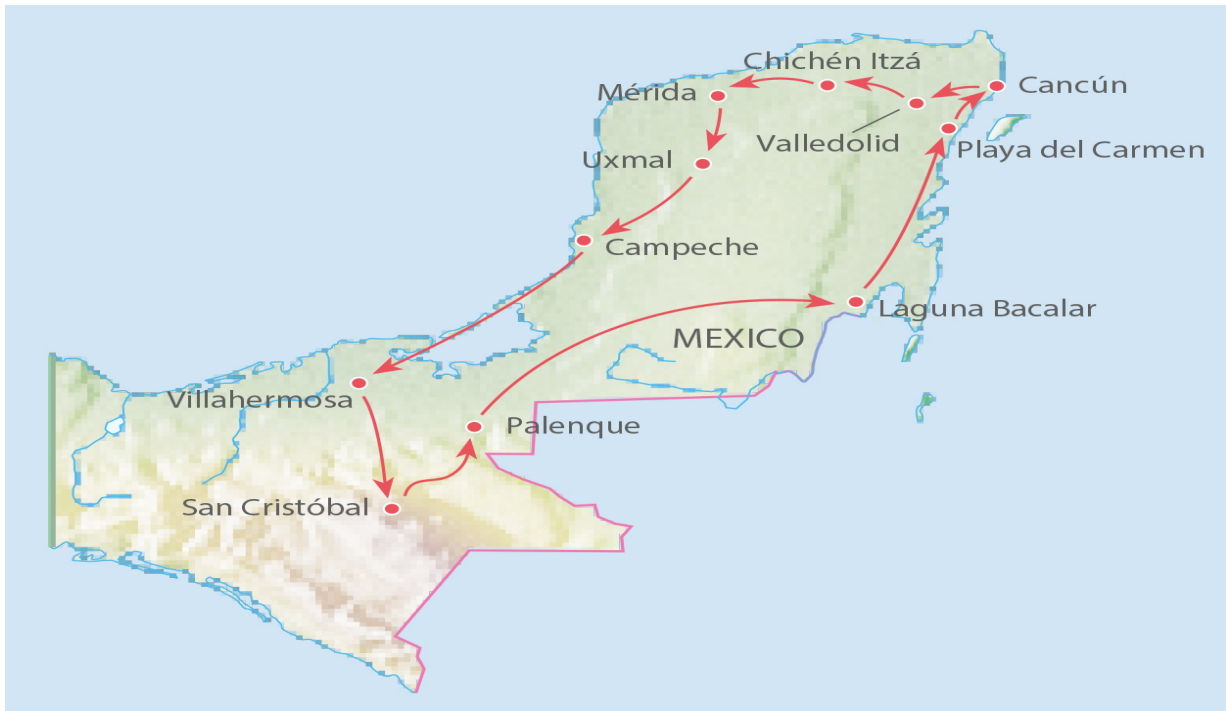 Chichén Itzá
Cancún
Mérida
Valledolid
Playa del Carmen
Uxmal
Campeche
Laguna Bacalar
MEXICO
Villahermosa
Palenque
San Cristóbal